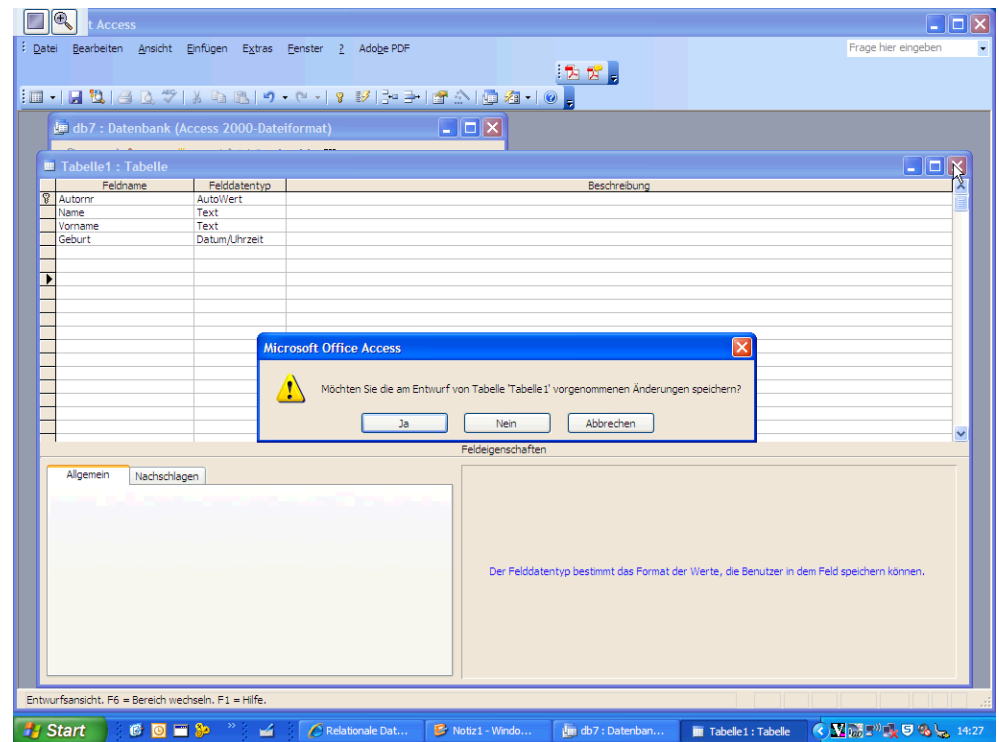 t Access
Datei Bearbeiten Ansicht Einfügen Extras Fenster ? Adobe PDF
Frage hier eingeben
db7 : Datenbank (Access 2000-Dateiformat)
Tabelle1 : Tabelle
Feldname Felddatentyp Beschreibung
Autornr AutoWert
Name Text
Vorname Text
Geburt Datum/Uhrzeit
Microsoft Office Access
Möchten Sie die am Entwurf von Tabelle 'Tabelle1' vorgenommenen Änderungen speichern?
Ja Nein Abbrechen
Feldeigenschaften
Allgemein Nachschlagen
Der Felddatentyp bestimmt das Format der Werte, die Benutzer in dem Feld speichern können.
Entwurfsansicht. F6 = Bereich wechseln. F1 = Hilfe.
Start Relationale Dat... Notiz1 - Windo... db7 : Datenban... Tabelle1 : Tabelle 14:27